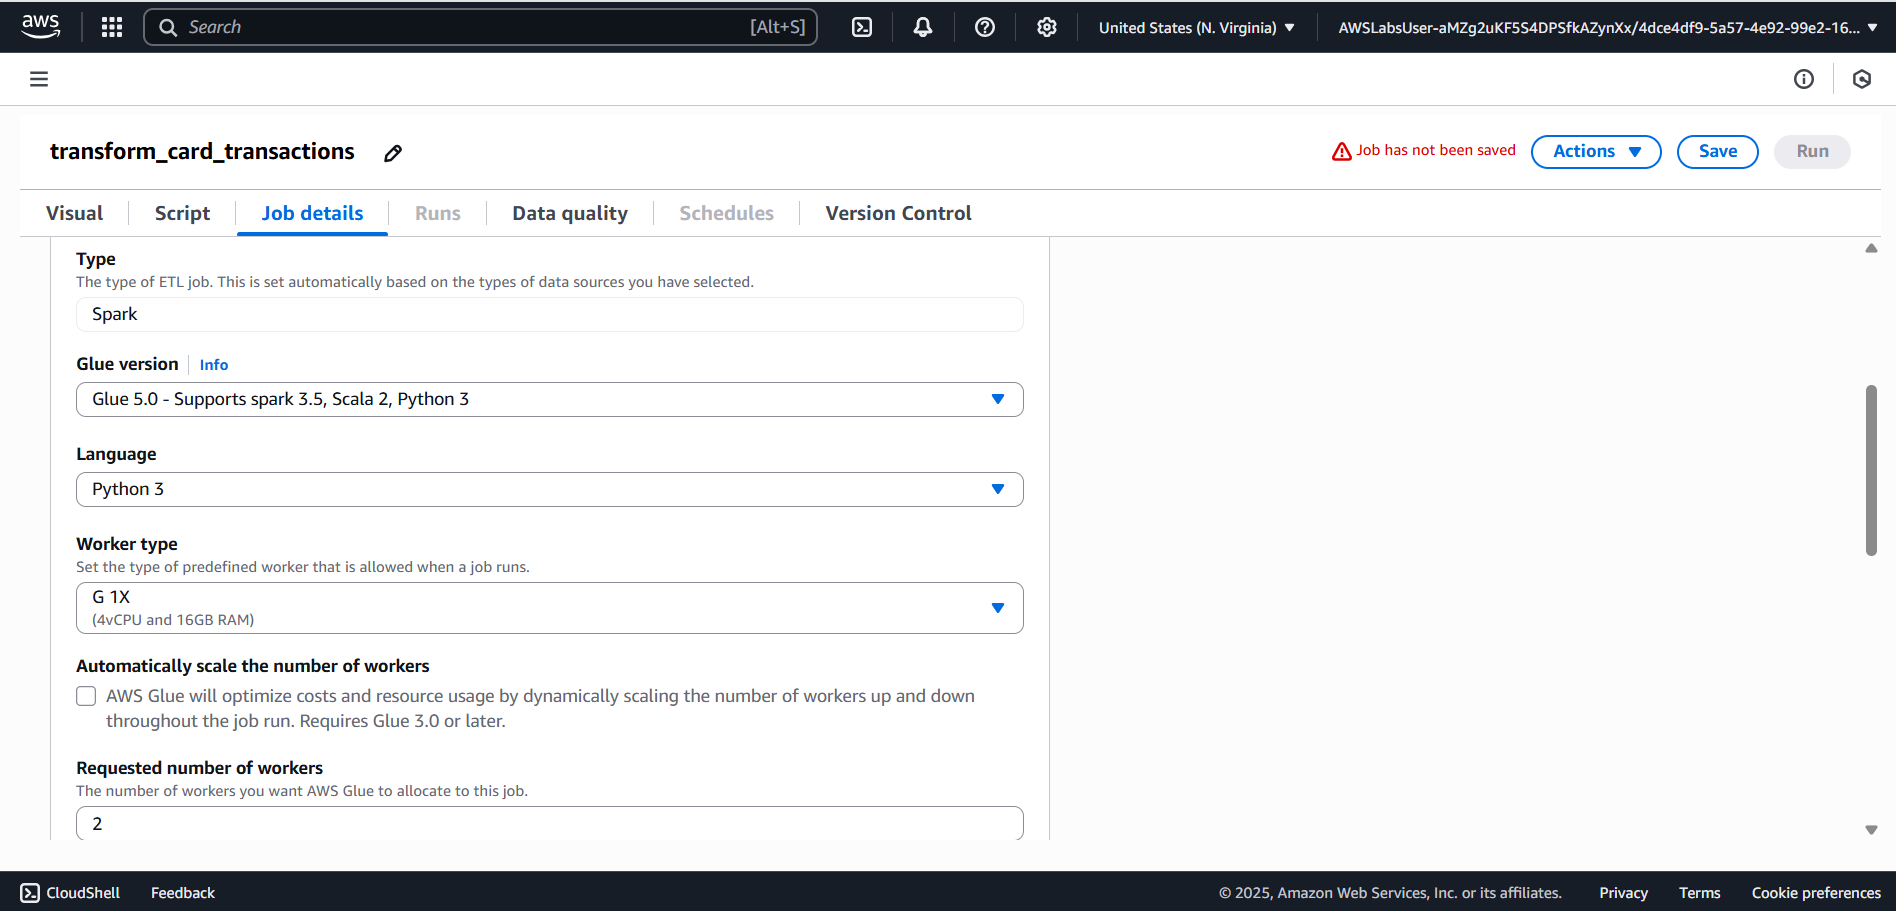 aws
Search
[Alt+S]
United States (N. Virginia)
AWSLabsUser-aMZg2uKF5S4DPSfkAZynXx/4dce4df9-5a57-4e92-99e2-16...
transform_card_transactions
Job has not been saved
Actions
Save
Run
Visual
Script
Job details
Runs
Data quality
Schedules
Version Control
Type
The type of ETL job. This is set automatically based on the types of data sources you have selected.
Spark
Glue version
Info
Glue 5.0 - Supports spark 3.5, Scala 2, Python 3
Language
Python 3
Worker type
Set the type of predefined worker that is allowed when a job runs.
G 1X
(4vCPU and 16GB RAM)
Automatically scale the number of workers
AWS Glue will optimize costs and resource usage by dynamically scaling the number of workers up and down
throughout the job run. Requires Glue 3.0 or later.
Requested number of workers
The number of workers you want AWS Glue to allocate to this job.
2
CloudShell
Feedback
© 2025, Amazon Web Services, Inc. or its affiliates.
Privacy
Terms
Cookie preferences